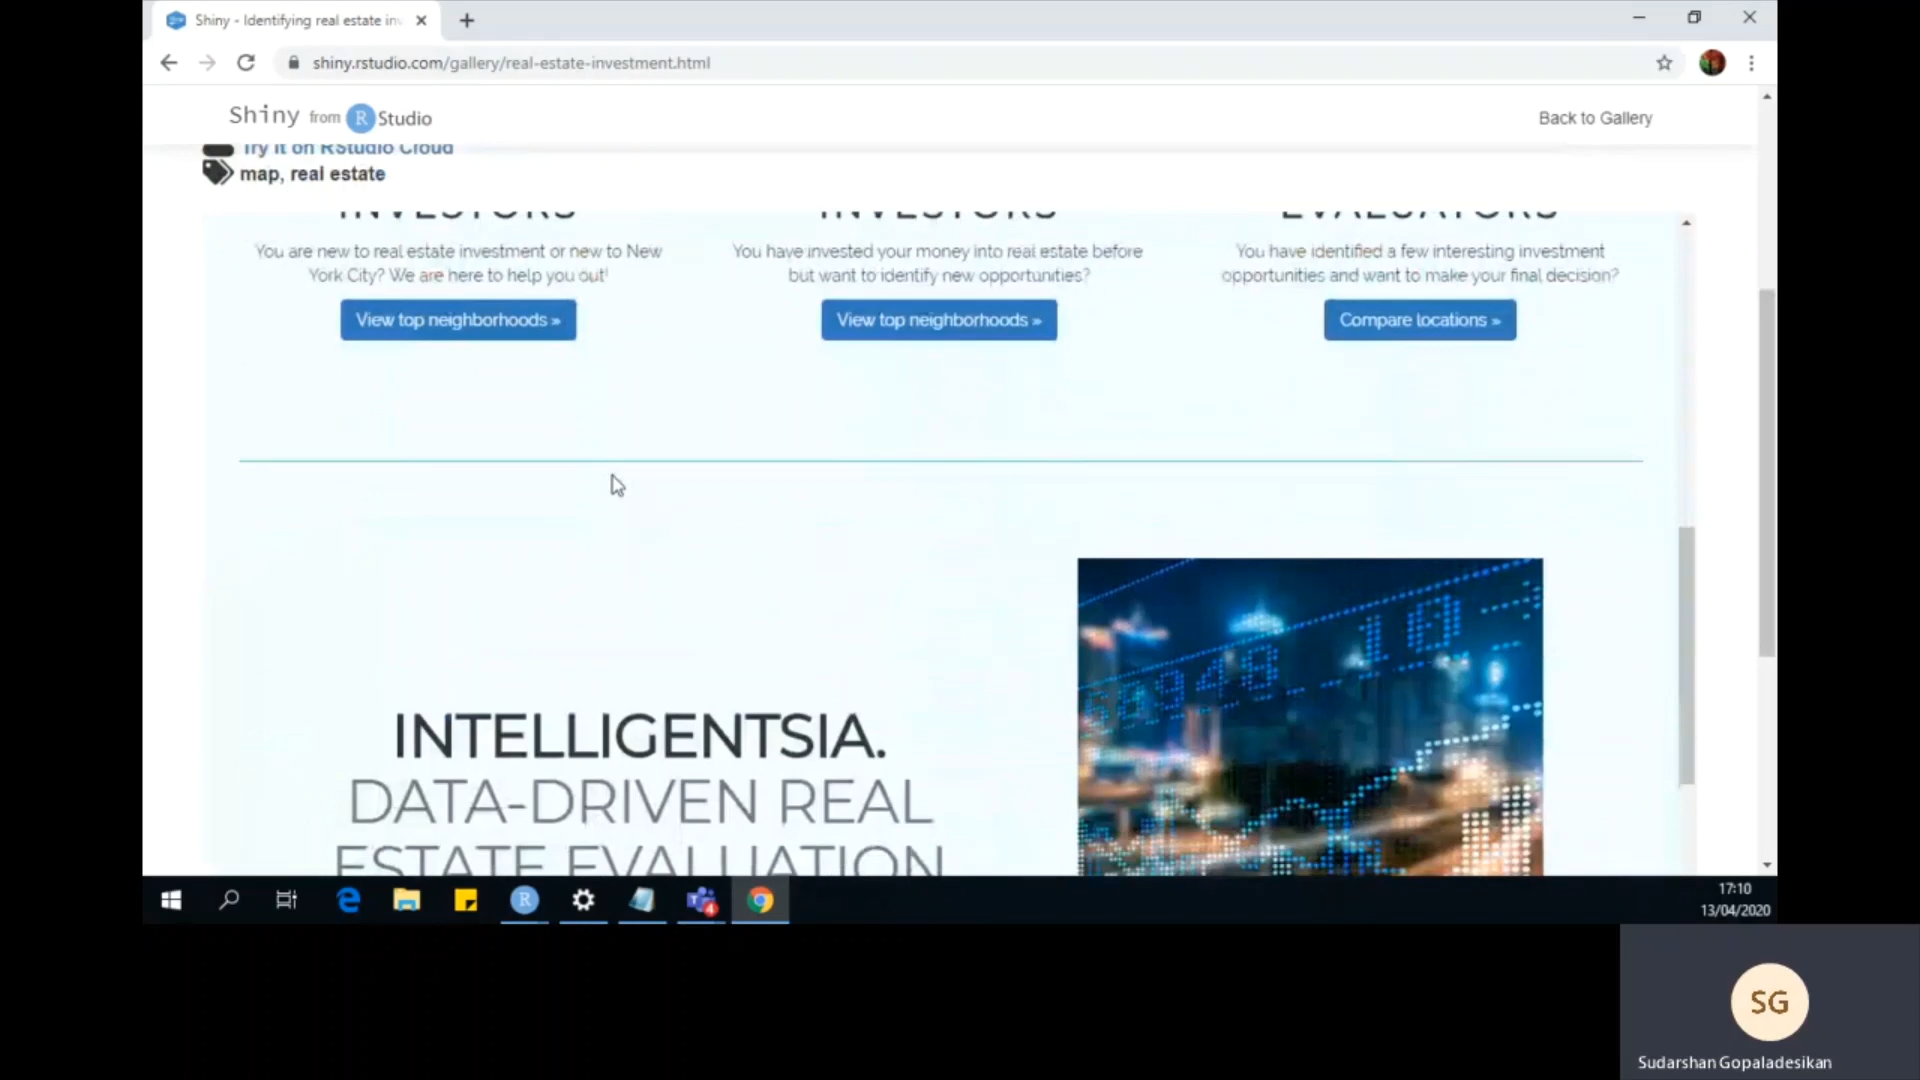 Shiny - Identifying real estate in
shiny.rstudio.com/gallery/real-estate-investment.html
Shiny from R Studio
Back to Gallery
Try it on RStudio Cloud
map, real estate
INVESTORS
INVESTORS
EVALUATORS
You are new to real estate investment or new to New
York City? We are here to help you out!
You have invested your money into real estate before
but want to identify new opportunities?
You have identified a few interesting investment
opportunities and want to make your final decision?
View top neighborhoods »
View top neighborhoods »
Compare locations »
INTELLIGENTSIA.
DATA-DRIVEN REAL
ESTATE EVALUATION
R
4
17:10
13/04/2020
SG
Sudarshan Gopaladesikan